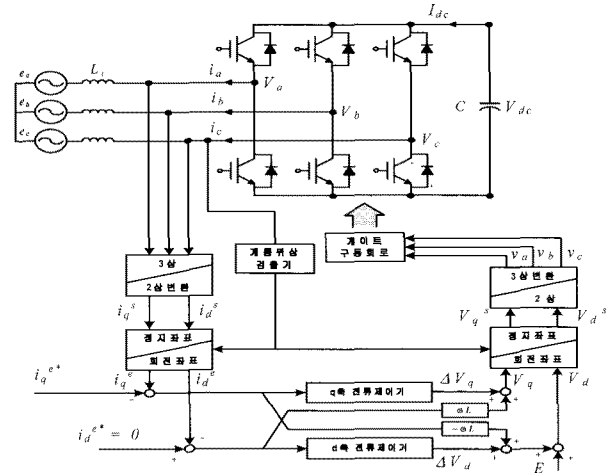 I_dc
e_a
L_i
i_a
V_a
e_b
i_b
V_b
C
V_dc
e_c
i_c
V_c
3상
2상변환
계통위상
검출기
게이트
구동회로
v_a v_b v_c
3상변환
2상
i_q^s i_d^s
V_q^s V_d^s
정지좌표
회전좌표
정지좌표
회전좌표
i_q^e* i_q^e i_d^e
q축 전류제어기
ΔV_q
V_q
V_d
ωL
-ωL
i_d^e* = 0
d축 전류제어기
ΔV_d
E